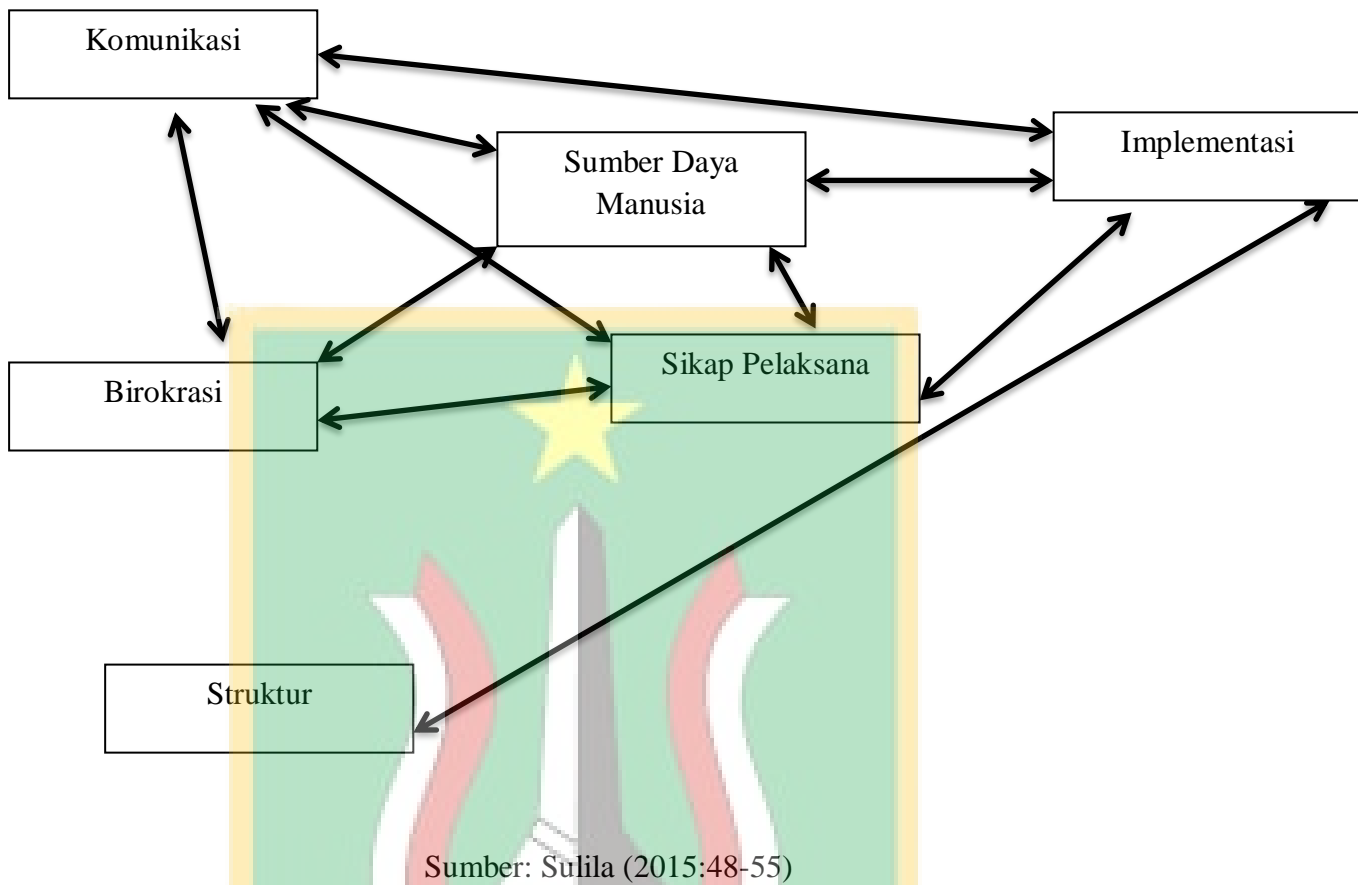 Komunikasi
Implementasi
Sumber Daya
Manusia
Sikap Pelaksana
Birokrasi
Struktur
Sumber: Sulila (2015:48-55)